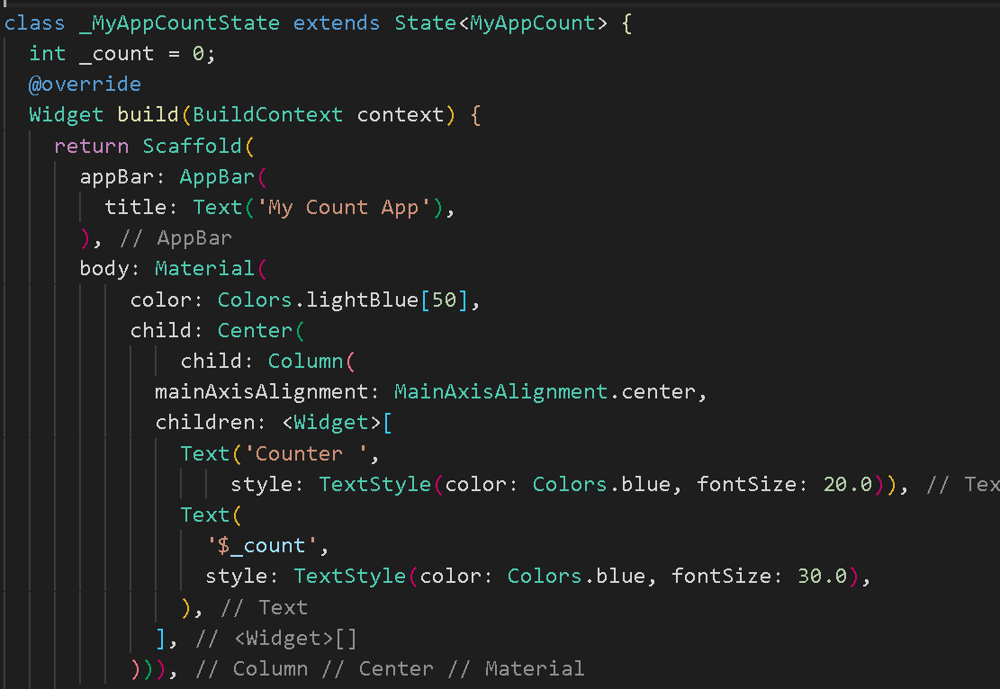 class _MyAppCountState extends State<MyAppCount> {
int _count = 0;
@override
Widget build(BuildContext context) {
return Scaffold(
appBar: AppBar(
title: Text('My Count App'),
), // AppBar
body: Material(
color: Colors.lightBlue[50],
child: Center(
child: Column(
mainAxisAlignment: MainAxisAlignment.center,
children: <Widget>[
Text('Counter ',
style: TextStyle(color: Colors.blue, fontSize: 20.0)), // Tex
Text(
'$_count',
style: TextStyle(color: Colors.blue, fontSize: 30.0),
), // Text
], // <Widget>[]
))), // Column // Center // Material